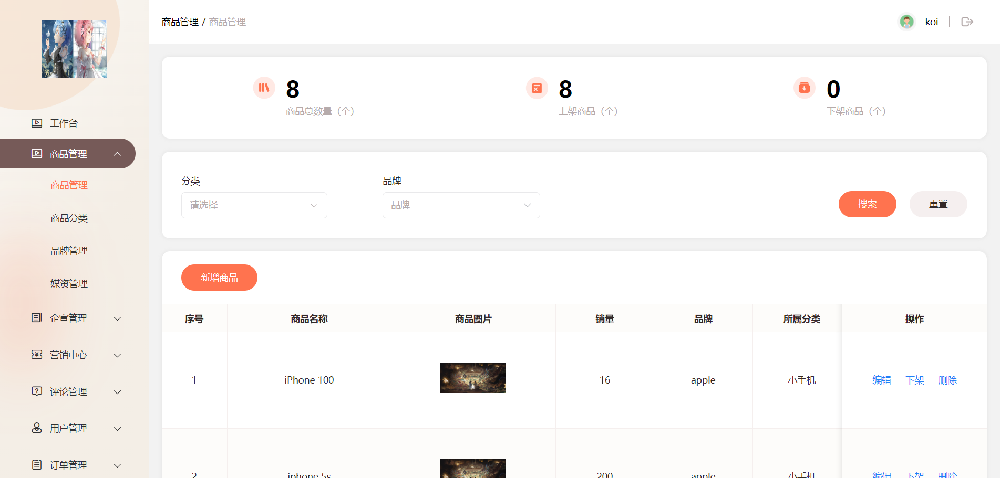 商品管理 / 商品管理
koi
工作台
商品管理
商品管理
商品分类
品牌管理
媒资管理
企宣管理
营销中心
评论管理
用户管理
订单管理
8
商品总数量（个）
8
上架商品（个）
0
下架商品（个）
分类
请选择
品牌
品牌
搜索
重置
新增商品
序号 商品名称 商品图片 销量 品牌 所属分类 操作
1 iPhone 100 16 apple 小手机 编辑 下架 删除
2 iphone 5s 200 apple 小手机 编辑 下架 删除